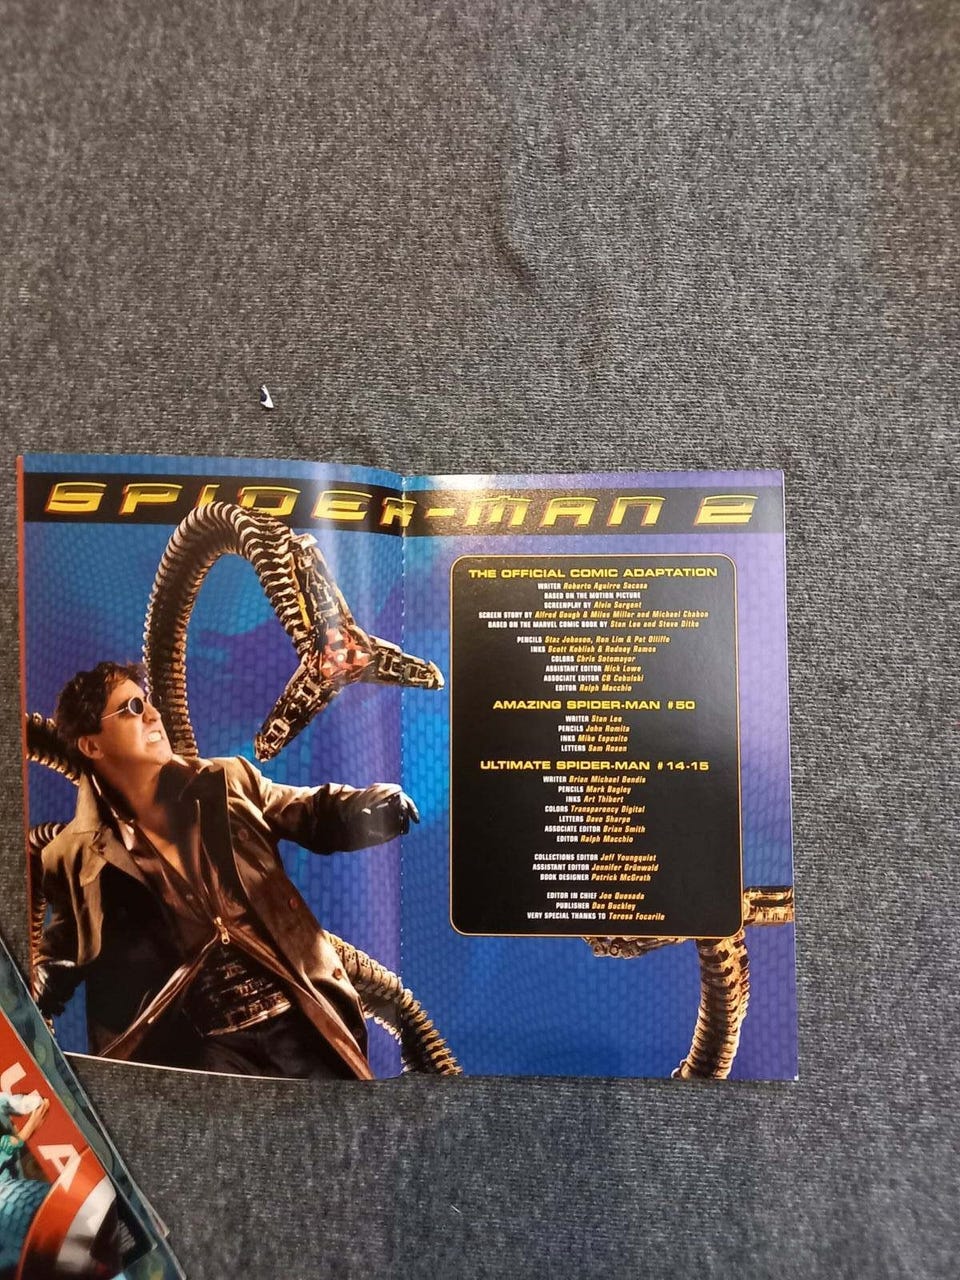 SPIDER-MAN 2
THE OFFICIAL COMIC ADAPTATION
WRITER Roberto Aguirre Sacasa
BASED ON THE MOTION PICTURE
SCREENPLAY BY Alvin Sargent
SCREEN STORY BY Alfred Gough & Miles Millar and Michael Chabon
BASED ON THE MARVEL COMIC BOOK BY Stan Lee and Steve Ditko
PENCILS Staz Johnson, Ron Lim & Pat Olliffe
INKS Scott Koblish & Rodney Ramos
COLORS Chris Sotomayor
ASSISTANT EDITOR Nick Lowe
ASSOCIATE EDITOR CB Cebulski
EDITOR Ralph Macchio
AMAZING SPIDER-MAN #50
WRITER Stan Lee
PENCILS John Romita
INKS Mike Esposito
LETTERS Sam Rosen
ULTIMATE SPIDER-MAN #14-15
WRITER Brian Michael Bendis
PENCILS Mark Bagley
INKS Art Thibert
COLORS Transparency Digital
LETTERS Dave Sharpe
ASSOCIATE EDITOR Brian Smith
EDITOR Ralph Macchio
COLLECTIONS EDITOR Jeff Youngquist
ASSISTANT EDITOR Jennifer Grünwald
BOOK DESIGNER Patrick McGrath
EDITOR IN CHIEF Joe Quesada
PUBLISHER Dan Buckley
VERY SPECIAL THANKS TO Teresa Focarile